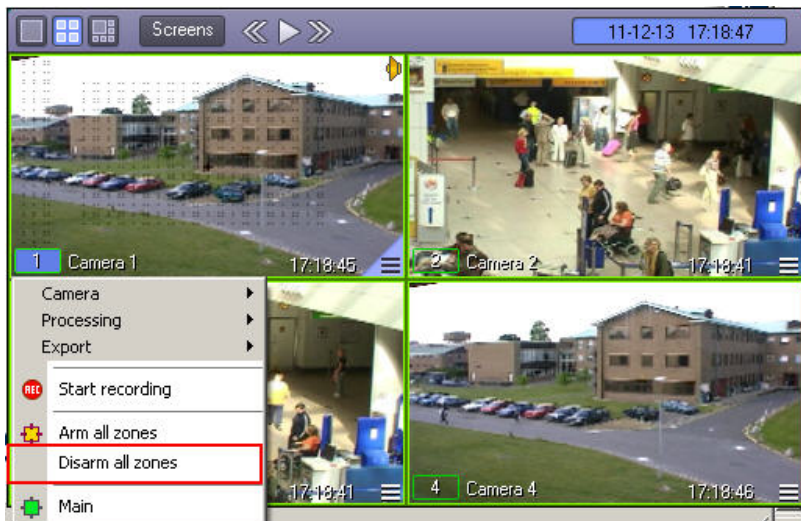 Screens
11-12-13 17:18:47
1 Camera 1 17:18:45
2 Camera 2 17:18:41
Camera
Processing
Export
REC Start recording
Arm all zones
Disarm all zones
Main
17:18:41
4 Camera 4 17:18:46